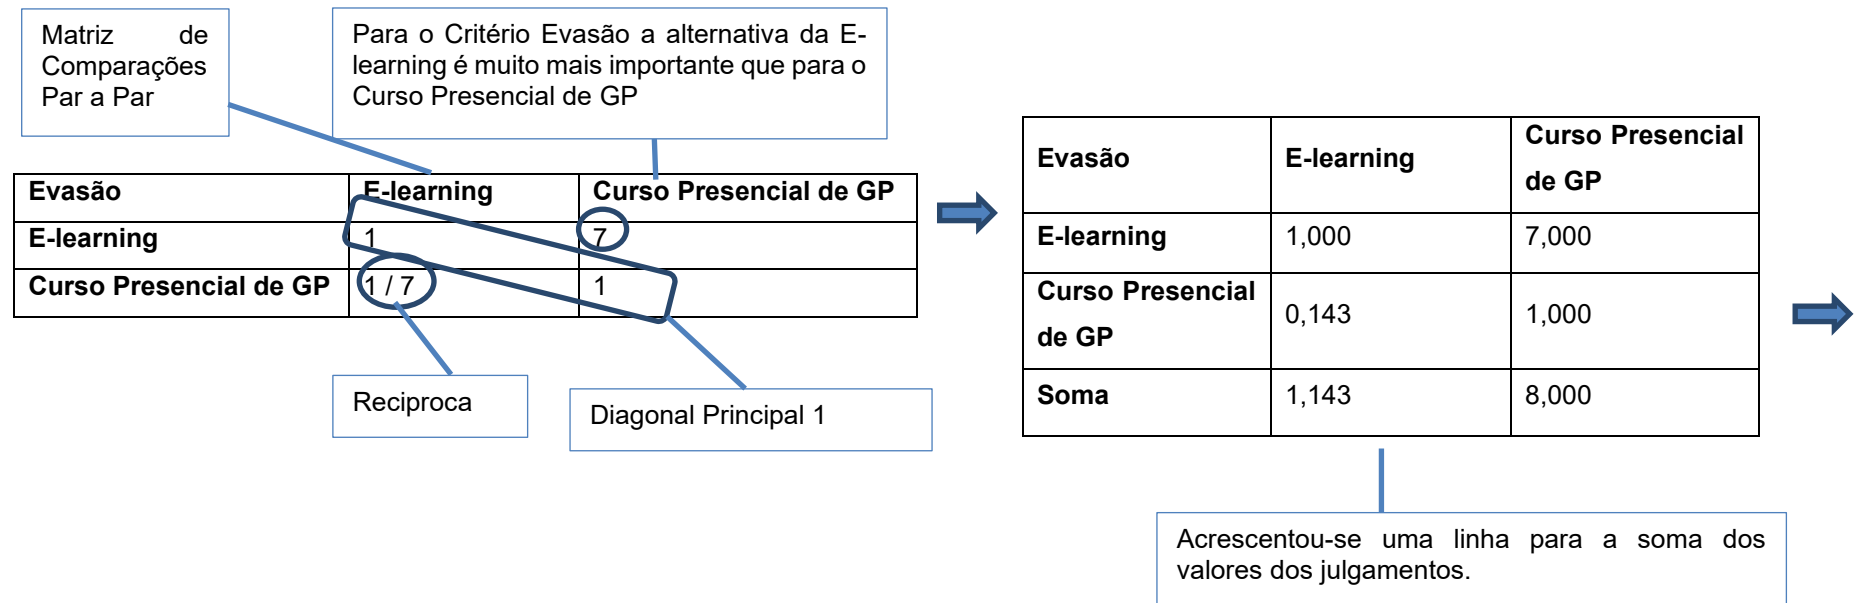 Matriz de
Comparações
Par a Par
Para o Critério Evasão a alternativa da E-
learning é muito mais importante que para o
Curso Presencial de GP
Evasão E-learning Curso Presencial de GP
E-learning 1 7
Curso Presencial de GP 1 / 7 1
Reciproca
Diagonal Principal 1
Evasão E-learning Curso Presencial
de GP
E-learning 1,000 7,000
Curso Presencial
de GP 0,143 1,000
Soma 1,143 8,000
Acrescentou-se uma linha para a soma dos
valores dos julgamentos.